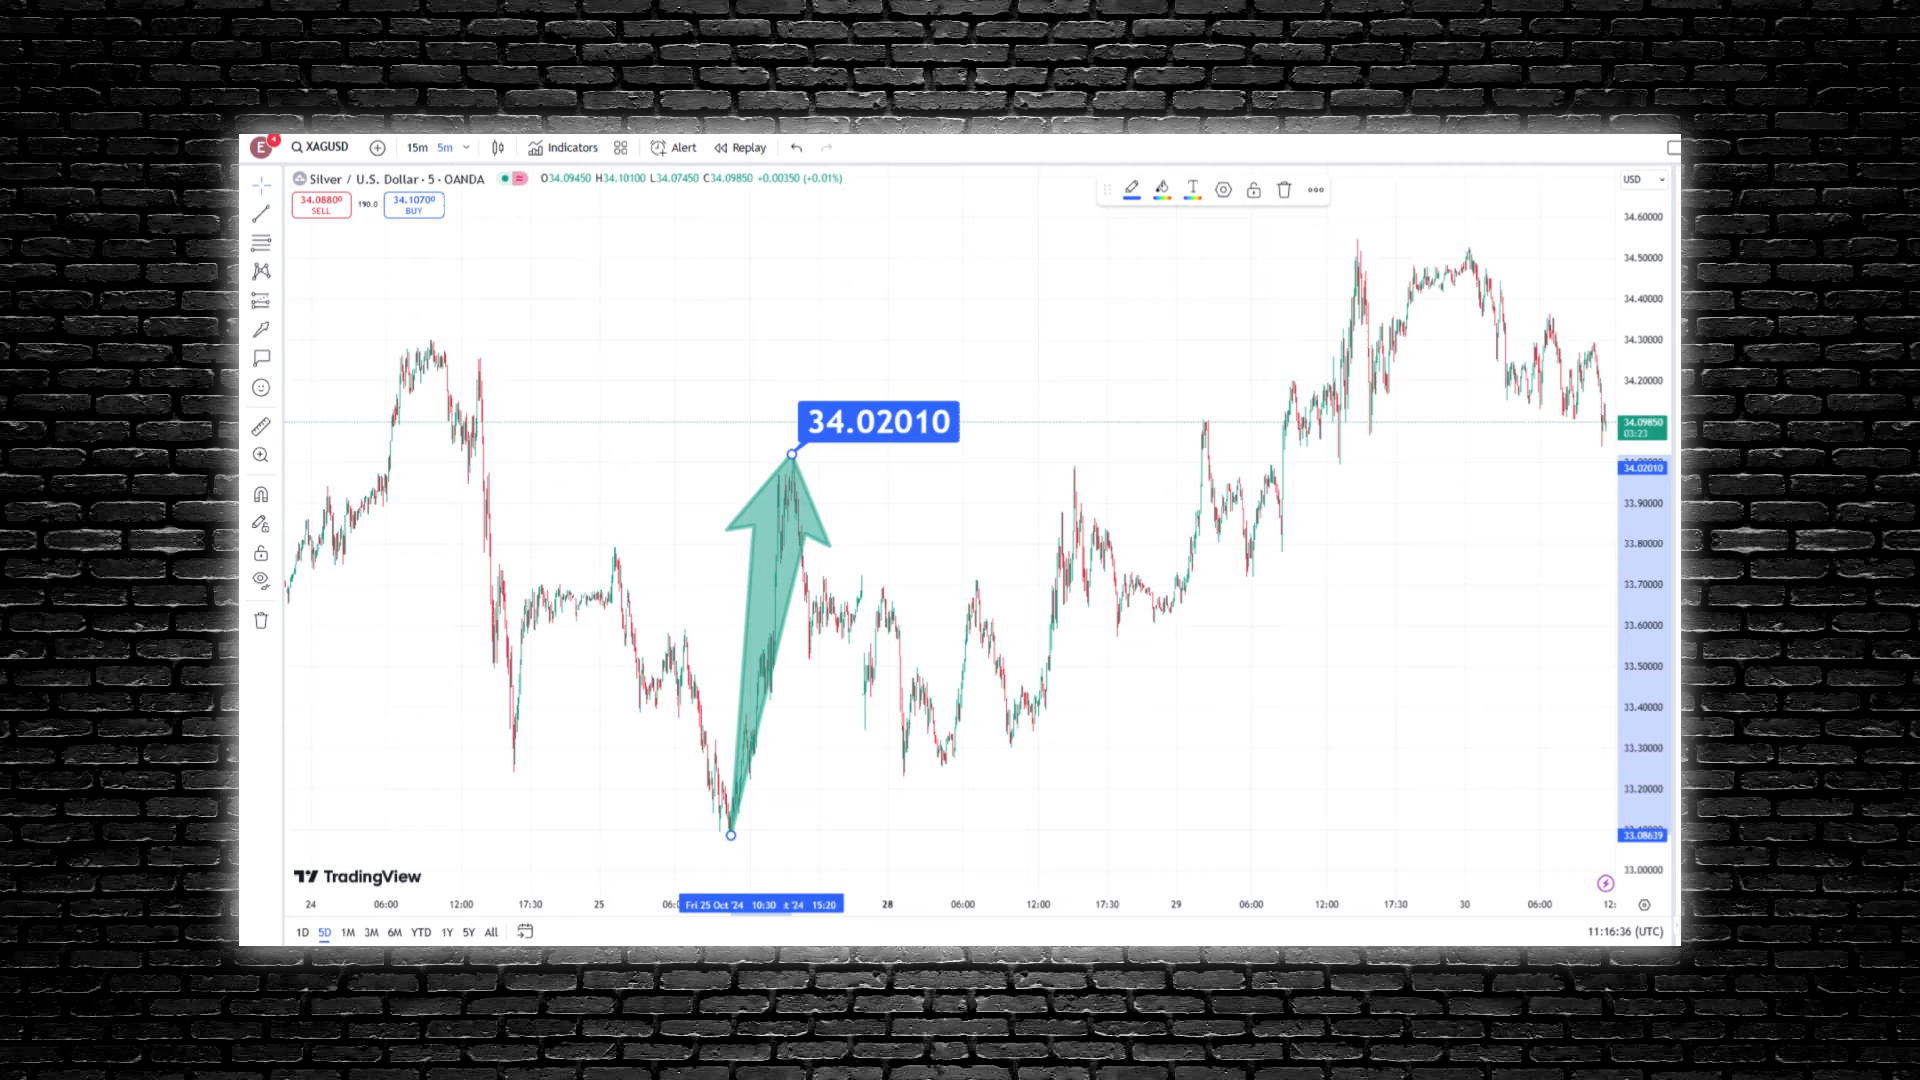 E 4 XAGUSD 15m 5m Indicators Alert Replay
Silver / U.S. Dollar · 5 · OANDA O34.09450 H34.10100 L34.07450 C34.09850 +0.00350 (+0.01%)
USD
34.08800 SELL 190.0 34.10700 BUY
34.60000
34.50000
34.40000
34.30000
34.20000
34.02010
34.09850
03:23
34.02010
33.90000
33.80000
33.70000
33.60000
33.50000
33.40000
33.30000
33.20000
33.08639
33.00000
TradingView
24 06:00 12:00 17:30 25 Fri 25 Oct '24 10:30 '24 15:20 28 06:00 12:00 17:30 29 06:00 12:00 17:30 30 06:00 12:
1D 5D 1M 3M 6M YTD 1Y 5Y All 11:16:36 (UTC)